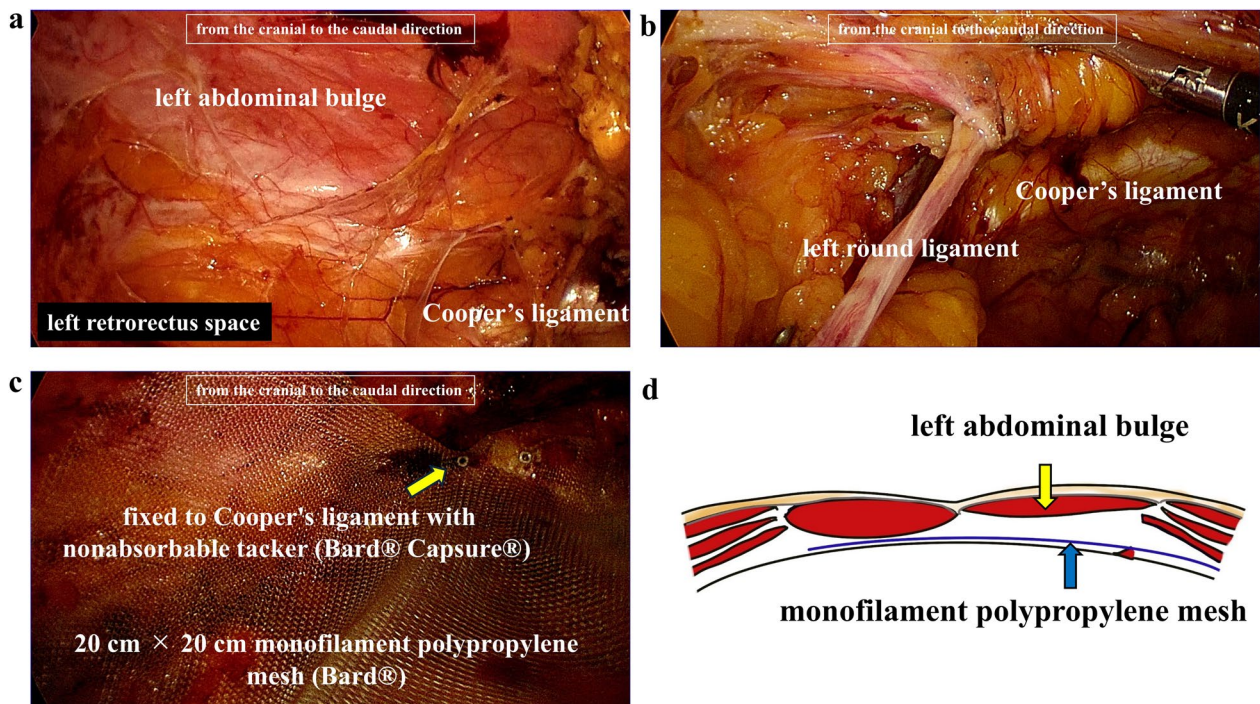 a
from the cranial to the caudal direction
left abdominal bulge
left retrorectus space
Cooper’s ligament
b
from the cranial to the caudal direction
Cooper’s ligament
left round ligament
c
from the cranial to the caudal direction
fixed to Cooper's ligament with
nonabsorbable tacker (Bard® Capsure®)
20 cm × 20 cm monofilament polypropylene
mesh (Bard®)
d
left abdominal bulge
monofilament polypropylene mesh